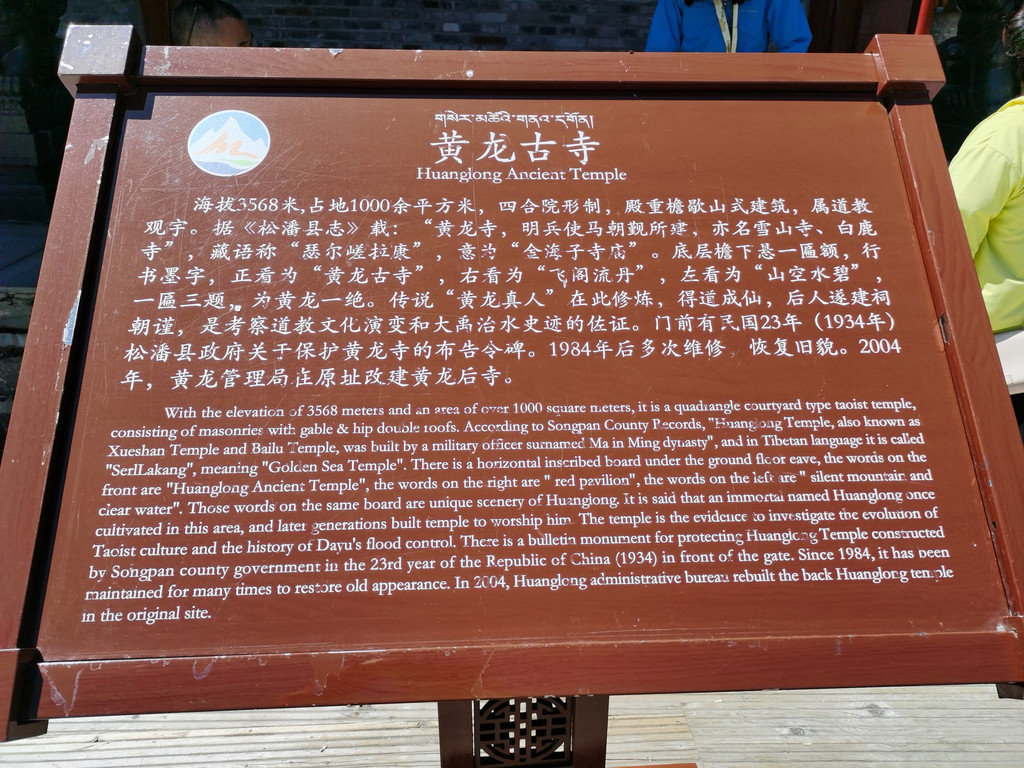 གསེར་མཚོའི་གནའ་དགོན།
黄龙古寺
Huanglong Ancient Temple
海拔3568米,占地1000余平方米，四合院形制，殿重檐歇山式建筑，属道教
观宇。据《松潘县志》载：“黄龙寺，明兵使马朝觐所建，亦名雪山寺、白鹿
寺”，藏语称“瑟尔嵯拉康”，意为“金海子寺庙”。底层檐下悬一匾额，行
书墨字，正看为“黄龙古寺”，右看为“飞阁流丹”，左看为“山空水碧”，
一匾三题，为黄龙一绝。传说“黄龙真人”在此修炼，得道成仙，后人遂建祠
朝谨，是考察道教文化演变和大禹治水史迹的佐证。门前有民国23年（1934年）
松潘县政府关于保护黄龙寺的布告令碑。1984年后多次维修，恢复旧貌。2004
年，黄龙管理局在原址改建黄龙后寺。
With the elevation of 3568 meters and an area of over 1000 square meters, it is a quadrangle courtyard type taoist temple,
consisting of masonries with gable & hip double roofs. According to Songpan County Records, "Huanglong Temple, also known as
Xueshan Temple and Bailu Temple, was built by a military officer surnamed Ma in Ming dynasty", and in Tibetan language it is called
"SerlLakang", meaning "Golden Sea Temple". There is a horizontal inscribed board under the ground floor eave, the words on the
front are "Huanglong Ancient Temple", the words on the right are " red pavilion", the words on the left are " silent mountain and
clear water". Those words on the same board are unique scenery of Huanglong. It is said that an immortal named Huanglong once
cultivated in this area, and later generations built temple to worship him. The temple is the evidence to investigate the evolution of
Taoist culture and the history of Dayu's flood control. There is a bulletin monument for protecting Huanglong Temple constructed
by Songpan county government in the 23rd year of the Republic of China (1934) in front of the gate. Since 1984, it has been
maintained for many times to restore old appearance. In 2004, Huanglong administrative bureau rebuilt the back Huanglong temple
in the original site.